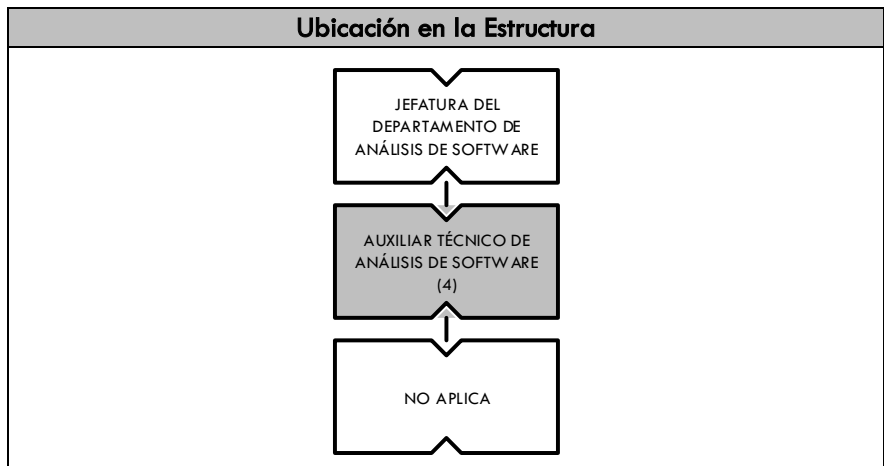 Ubicación en la Estructura
JEFATURA DEL
DEPARTAMENTO DE
ANÁLISIS DE SOFTWARE
AUXILIAR TÉCNICO DE
ANÁLISIS DE SOFTWARE
(4)
NO APLICA